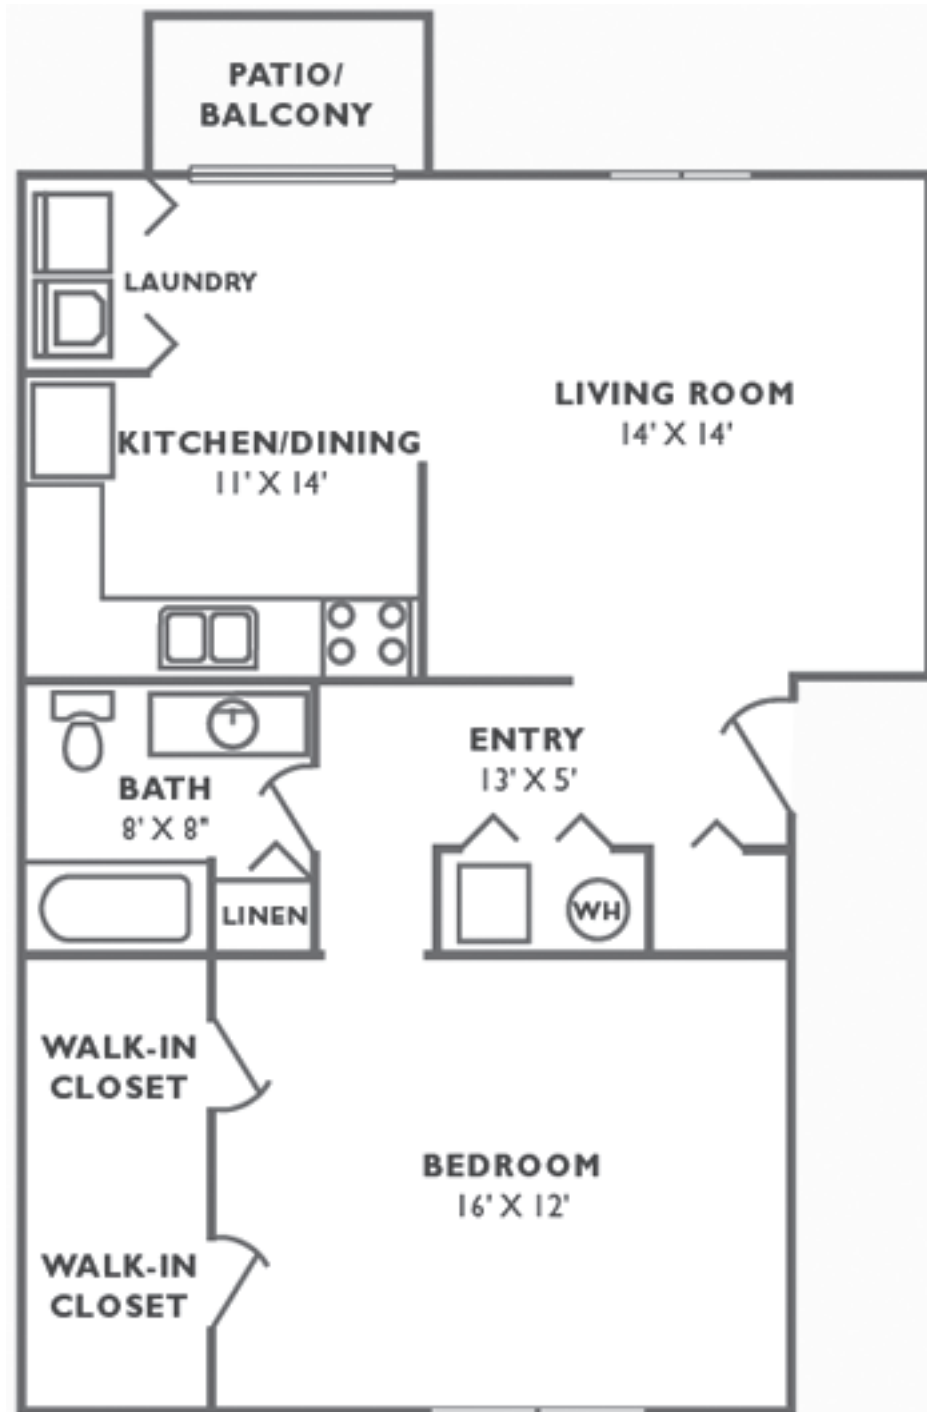 PATIO/
BALCONY
LAUNDRY
LIVING ROOM
14' X 14'
KITCHEN/DINING
11' X 14'
ENTRY
13' X 5'
BATH
8' X 8"
LINEN
WH
WALK-IN
CLOSET
BEDROOM
16' X 12'
WALK-IN
CLOSET